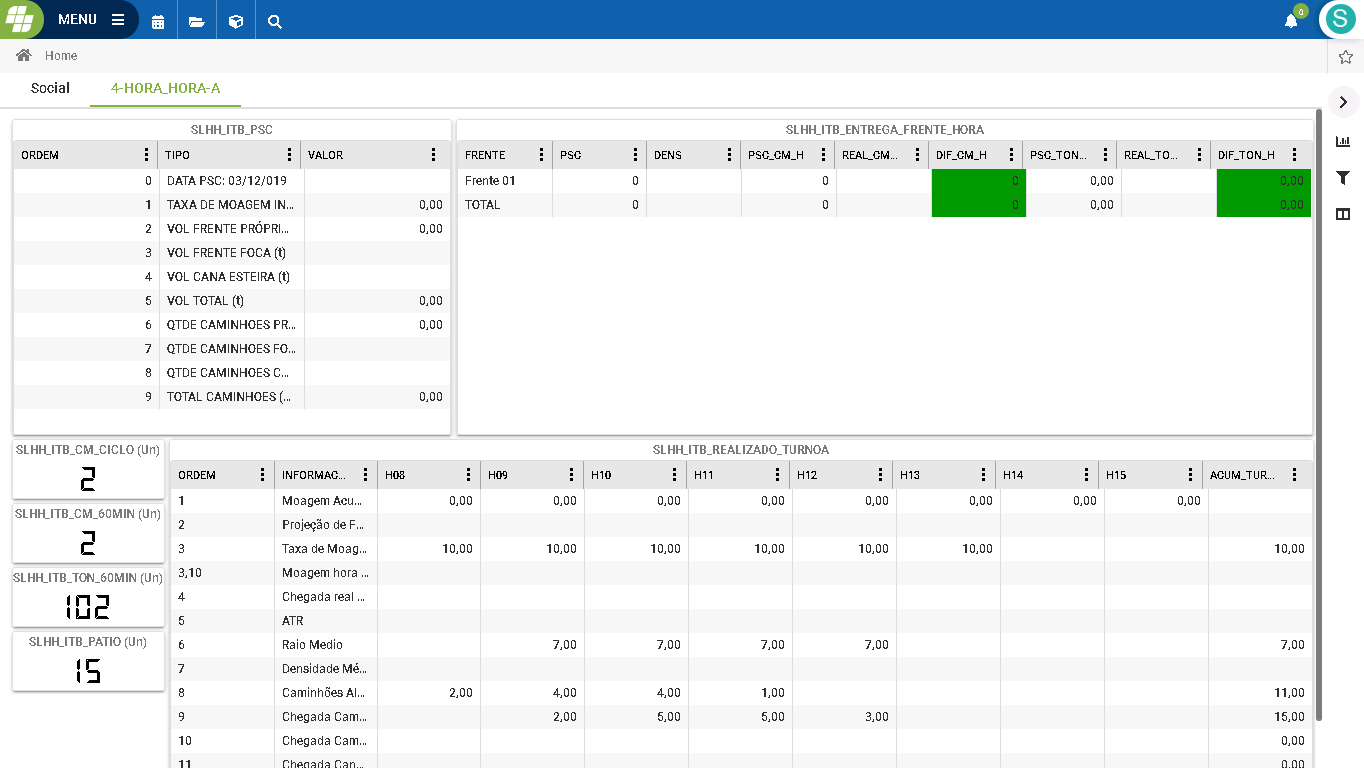 MENU
0
S
Home
Social 4-HORA_HORA-A
SLHH_ITB_PSC
ORDEM TIPO VALOR
0 DATA PSC: 03/12/019
1 TAXA DE MOAGEM IN... 0,00
2 VOL FRENTE PRÓPRI... 0,00
3 VOL FRENTE FOCA (t)
4 VOL CANA ESTEIRA (t)
5 VOL TOTAL (t) 0,00
6 QTDE CAMINHOES PR... 0,00
7 QTDE CAMINHOES FO...
8 QTDE CAMINHOES C...
9 TOTAL CAMINHOES (... 0,00
SLHH_ITB_ENTREGA_FRENTE_HORA
FRENTE PSC DENS PSC_CM_H REAL_CM... DIF_CM_H PSC_TON... REAL_TO... DIF_TON_H
Frente 01 0 0 0 0,00 0,00
TOTAL 0 0 0 0,00 0,00
SLHH_ITB_CM_CICLO (Un)
2
SLHH_ITB_CM_60MIN (Un)
2
SLHH_ITB_TON_60MIN (Un)
102
SLHH_ITB_PATIO (Un)
15
SLHH_ITB_REALIZADO_TURNOA
ORDEM INFORMAC... H08 H09 H10 H11 H12 H13 H14 H15 ACUM_TUR...
1 Moagem Acu... 0,00 0,00 0,00 0,00 0,00 0,00 0,00 0,00
2 Projeção de F...
3 Taxa de Moag... 10,00 10,00 10,00 10,00 10,00 10,00 10,00
3,10 Moagem hora ...
4 Chegada real ...
5 ATR
6 Raio Medio 7,00 7,00 7,00 7,00 7,00
7 Densidade Mé...
8 Caminhões Al... 2,00 4,00 4,00 1,00 11,00
9 Chegada Cam... 2,00 5,00 5,00 3,00 15,00
10 Chegada Cam... 0,00
11 Chegada Can... 0,00